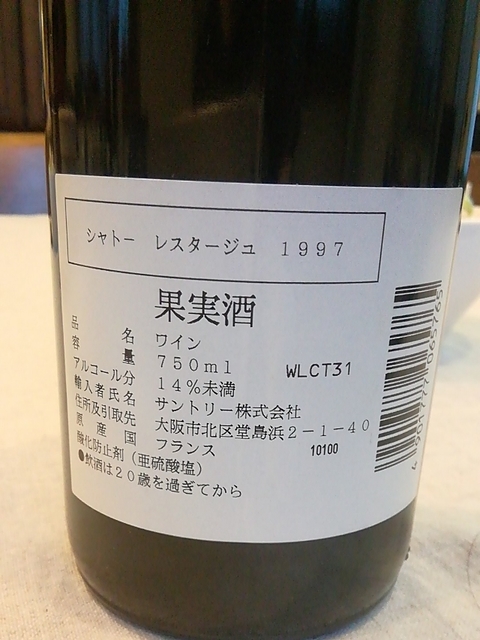 シャトー レスタージュ 1997
果実酒
品名 ワイン
容量 750ml
WLCT31
アルコール分 14%未満
輸入者氏名 サントリー株式会社
住所及引取先 大阪市北区堂島浜2-1-40
原産国 フランス
10100
酸化防止剤(亜硫酸塩)
●飲酒は20歳を過ぎてから